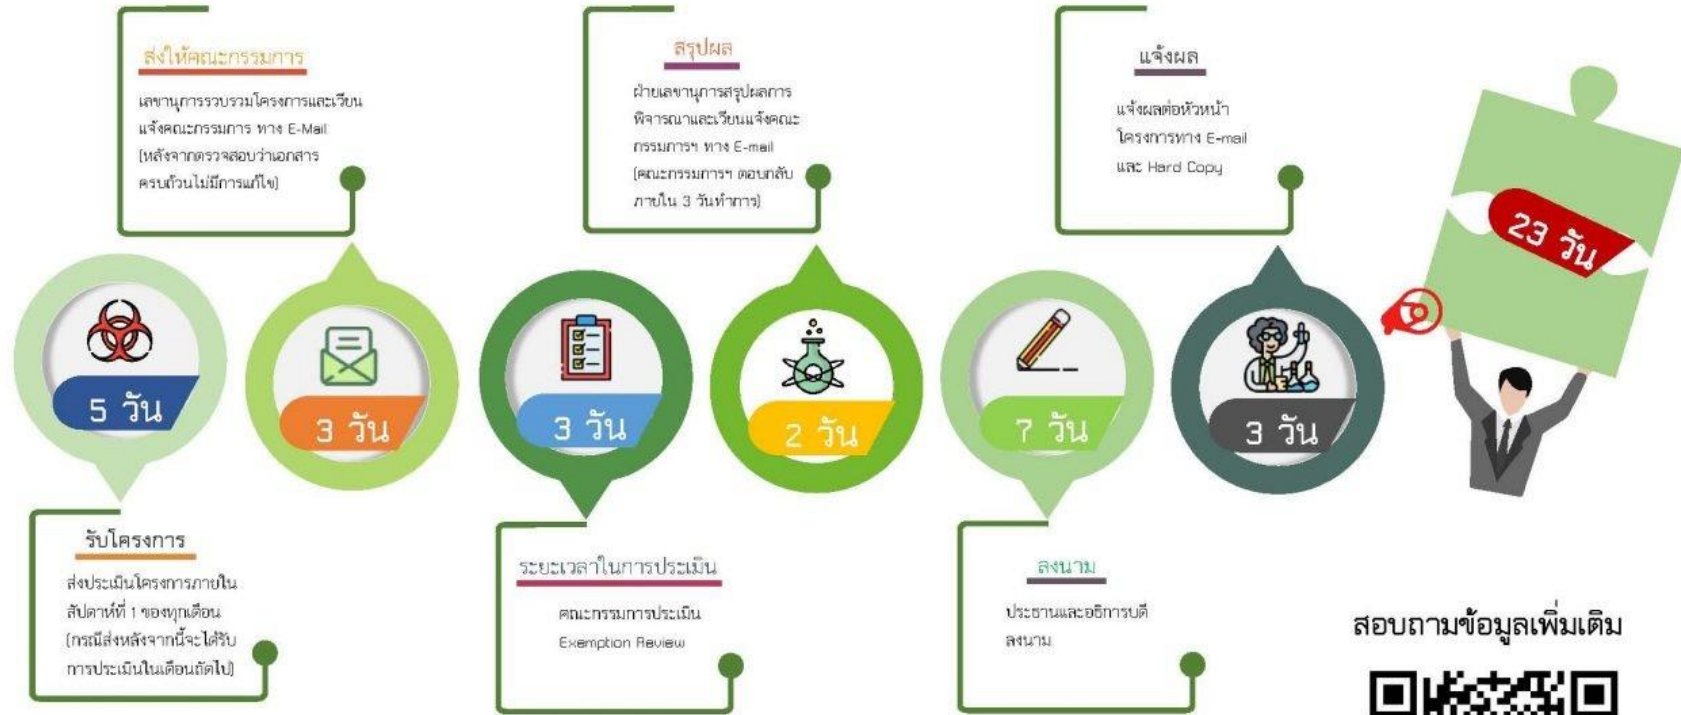 ส่งให้คณะกรรมการ
เลขานุการรวบรวมโครงการและเวียน
แจ้งคณะกรรมการ ทาง E-Mail
(หลังจากตรวจสอบว่าเอกสาร
ครบถ้วนไม่มีการแก้ไข)
สรุปผล
ฝ่ายเลขานุการสรุปผลการ
พิจารณาและเวียนแจ้งคณะ
กรรมการฯ ทาง E-mail
(คณะกรรมการฯ ตอบกลับ
ภายใน 3 วันทำการ)
แจ้งผล
แจ้งผลต่อหัวหน้า
โครงการทาง E-mail
และ Hard Copy
23 วัน
5 วัน
3 วัน
3 วัน
2 วัน
7 วัน
3 วัน
รับโครงการ
ส่งประเมินโครงการภายใน
สัปดาห์ที่ 1 ของทุกเดือน
(กรณีส่งหลังจากนี้จะได้รับ
การประเมินในเดือนถัดไป)
ระยะเวลาในการประเมิน
คณะกรรมการประเมิน
Exemption Review
ลงนาม
ประธานและอธิการบดี
ลงนาม
สอบถามข้อมูลเพิ่มเติม